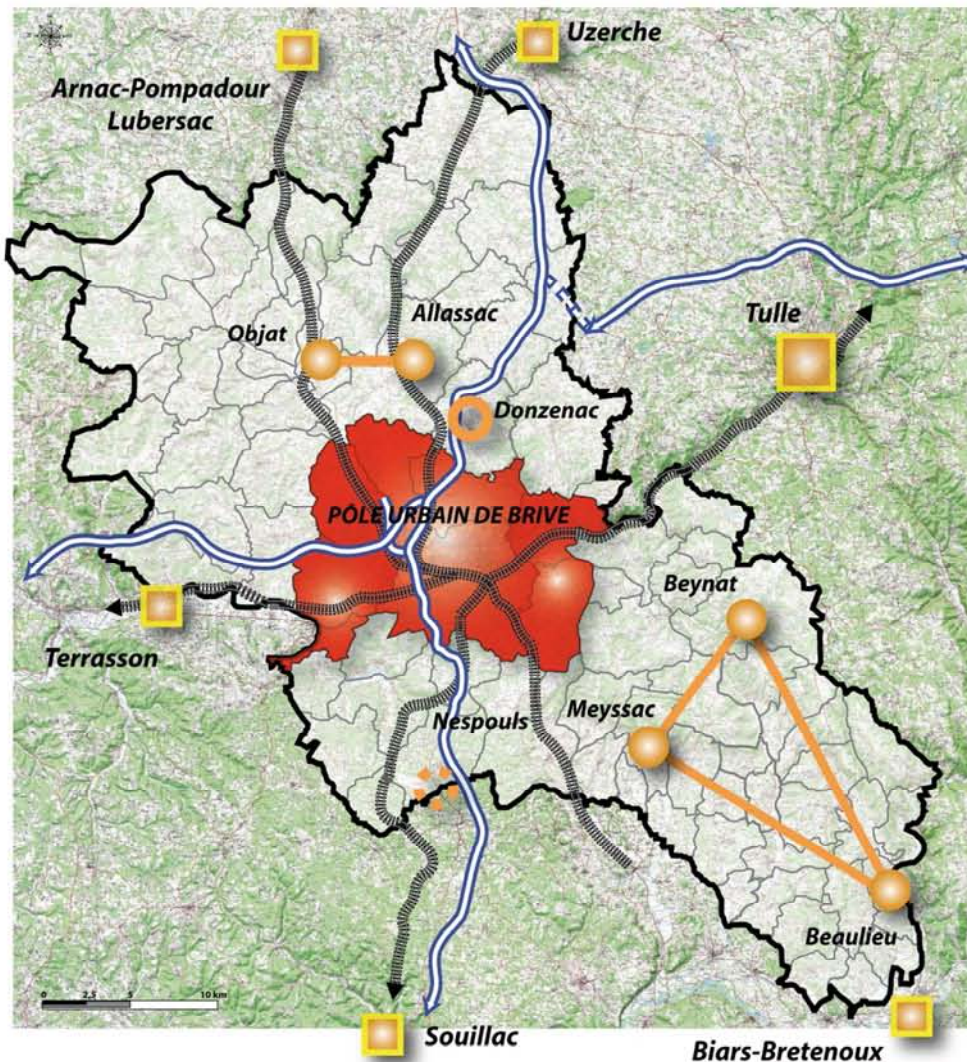 Uzerche
Arnac-Pompadour
Lubersac
Tulle
Allassac
Objat
Donzenac
PÔLE URBAIN DE BRIVE
Beynat
Terrasson
Meyssac
Nespouls
Beaulieu
0 2,5 5 10 km
Souillac
Biars-Bretenoux